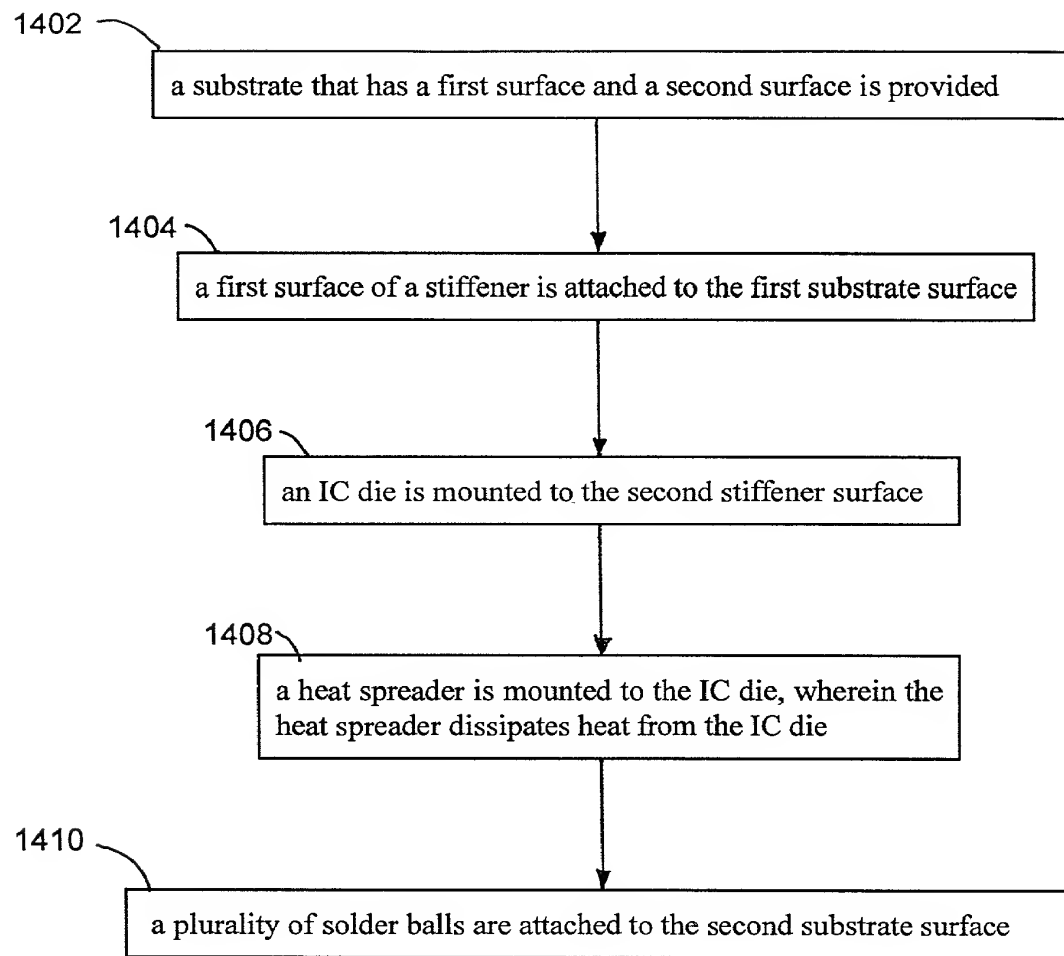 1402
a substrate that has a first surface and a second surface is provided
1404
a first surface of a stiffener is attached to the first substrate surface
1406
an IC die is mounted to the second stiffener surface
1408
a heat spreader is mounted to the IC die, wherein the
heat spreader dissipates heat from the IC die
1410
a plurality of solder balls are attached to the second substrate surface